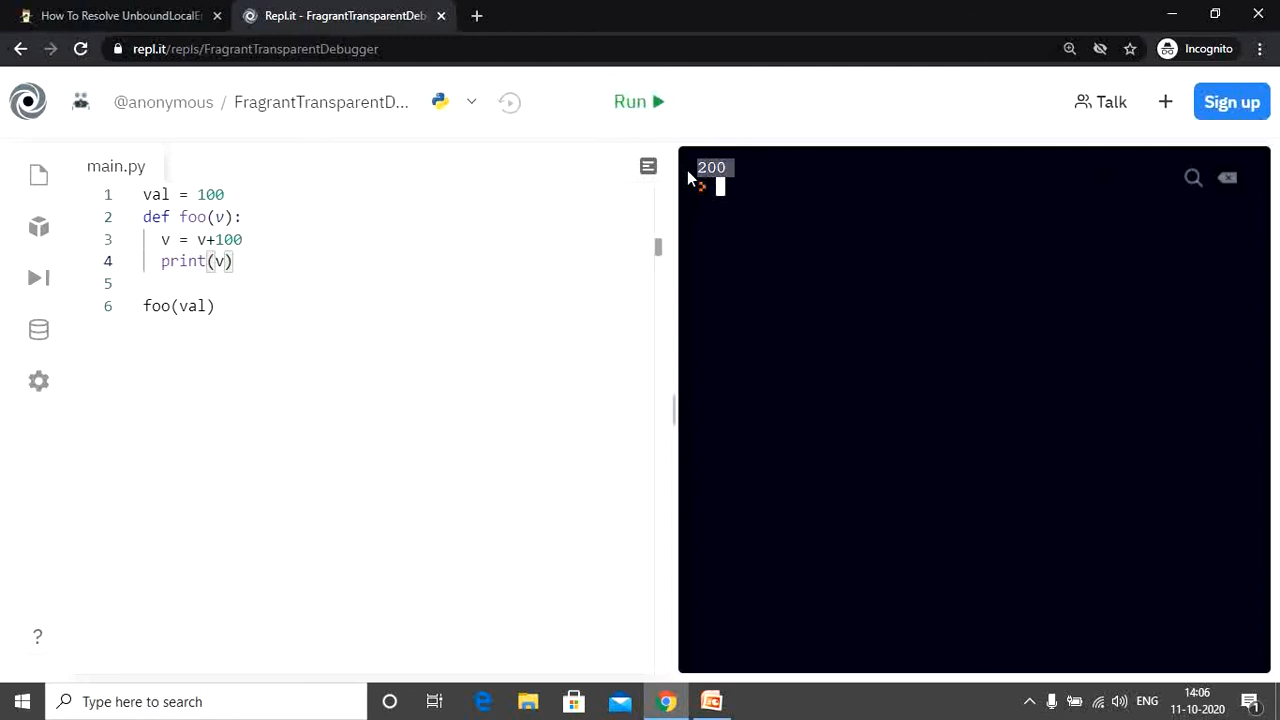 How To Resolve UnboundLocalEr
Repl.it - FragrantTransparentDeb
repl.it/repls/FragrantTransparentDebugger
Incognito
@anonymous / FragrantTransparentD...
Run
Talk
Sign up
main.py
1 val = 100
2 def foo(v):
3 v = v+100
4 print(v)
5
6 foo(val)
200
?
Type here to search
ENG
14:06
11-10-2020
1